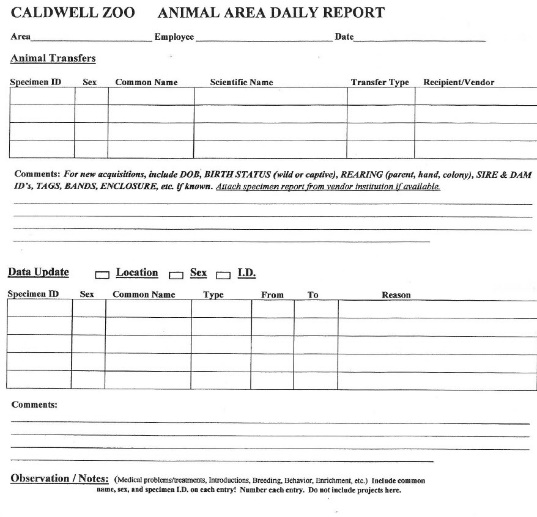 CALDWELL ZOO ANIMAL AREA DAILY REPORT
Area Employee Date
Animal Transfers
Specimen ID Sex Common Name Scientific Name Transfer Type Recipient/Vendor
Comments: For new acquisitions, include DOB, BIRTH STATUS (wild or captive), REARING (parent, hand, colony), SIRE & DAM
ID's, TAGS, BANDS, ENCLOSURE, etc. if known. Attach specimen report from vendor institution if available.
Data Update Location Sex I.D.
Specimen ID Sex Common Name Type From To Reason
Comments:
Observation / Notes: (Medical problems/treatments, Introductions, Breeding, Behavior, Enrichment, etc.) Include common
name, sex, and specimen I.D. on each entry! Number each entry. Do not include projects here.